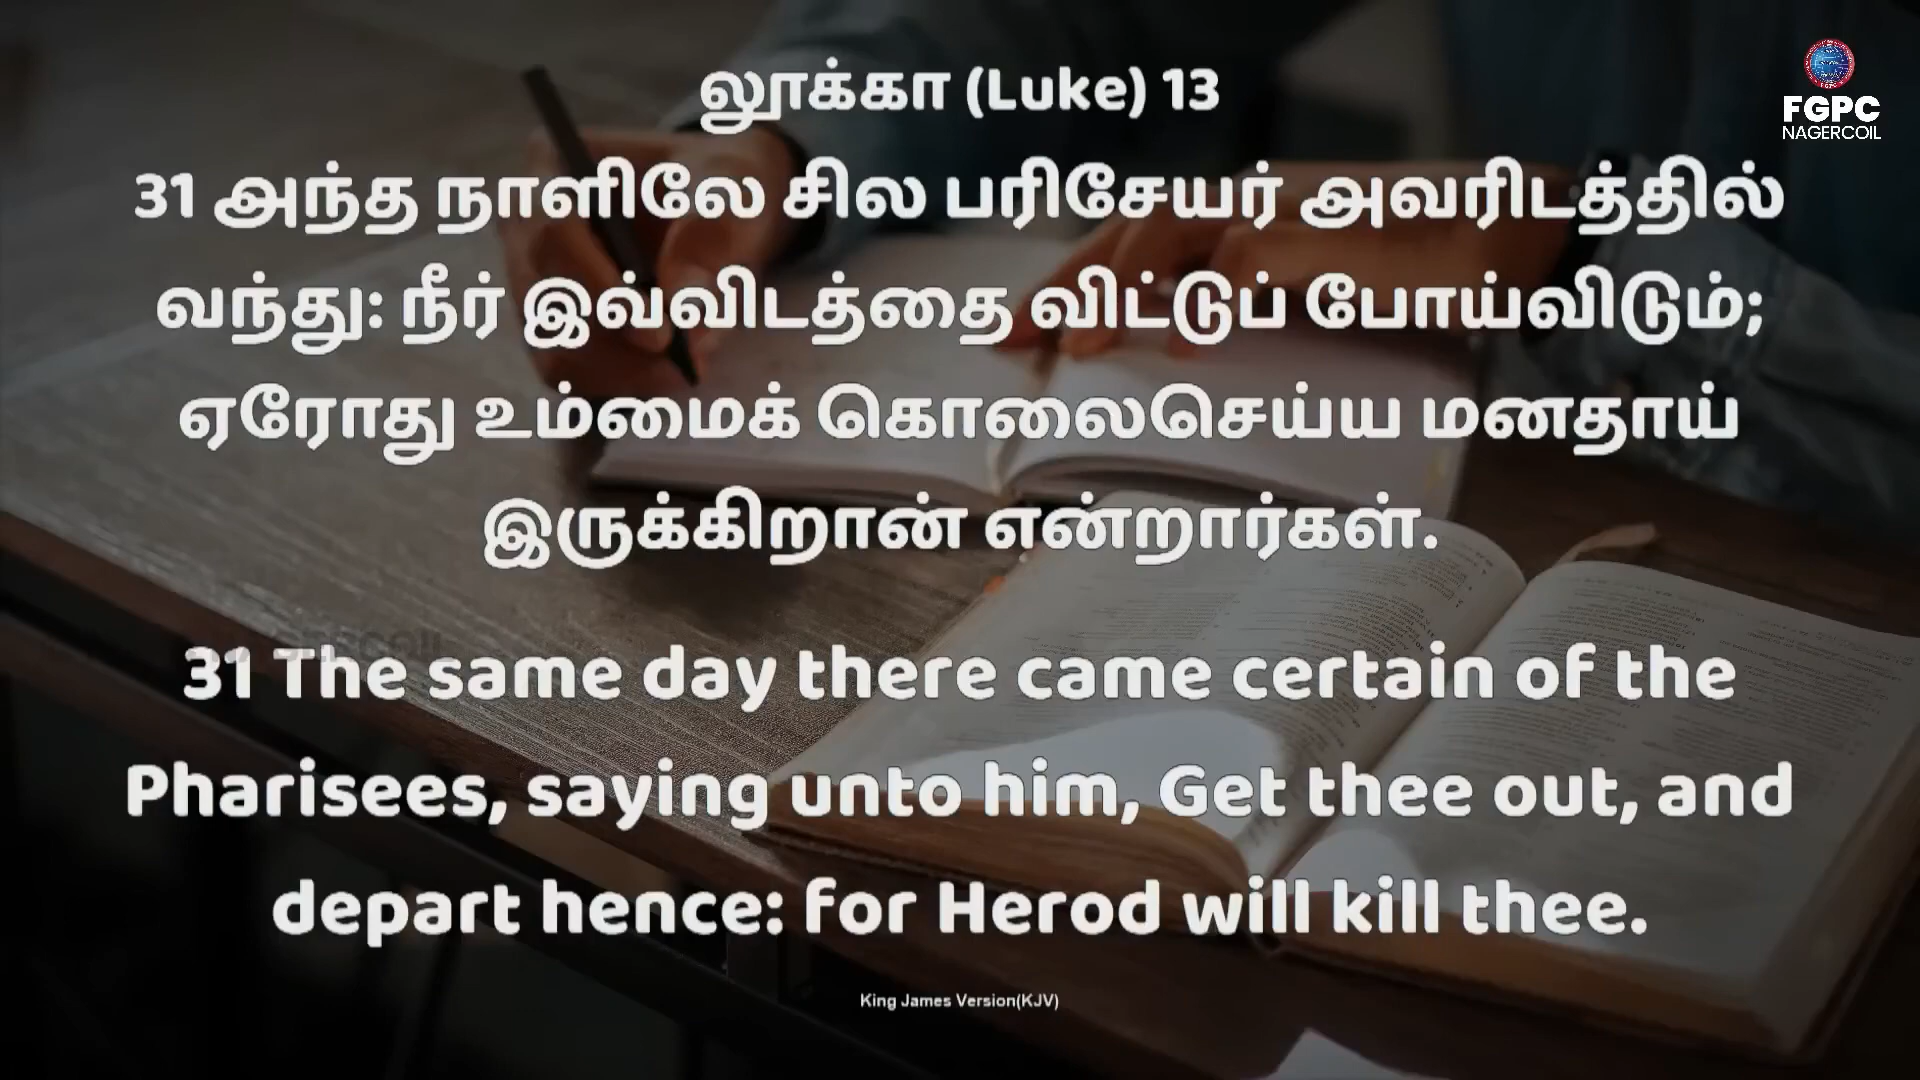 லூக்கா (Luke) 13
FGPC
NAGERCOIL
31 அந்த நாளிலே சில பரிசேயர் அவரிடத்தில்
வந்து: நீர் இவ்விடத்தை விட்டுப் போய்விடும்;
ஏரோது உம்மைக் கொலைசெய்ய மனதாய்
இருக்கிறான் என்றார்கள்.
31 The same day there came certain of the
Pharisees, saying unto him, Get thee out, and
depart hence: for Herod will kill thee.
King James Version(KJV)